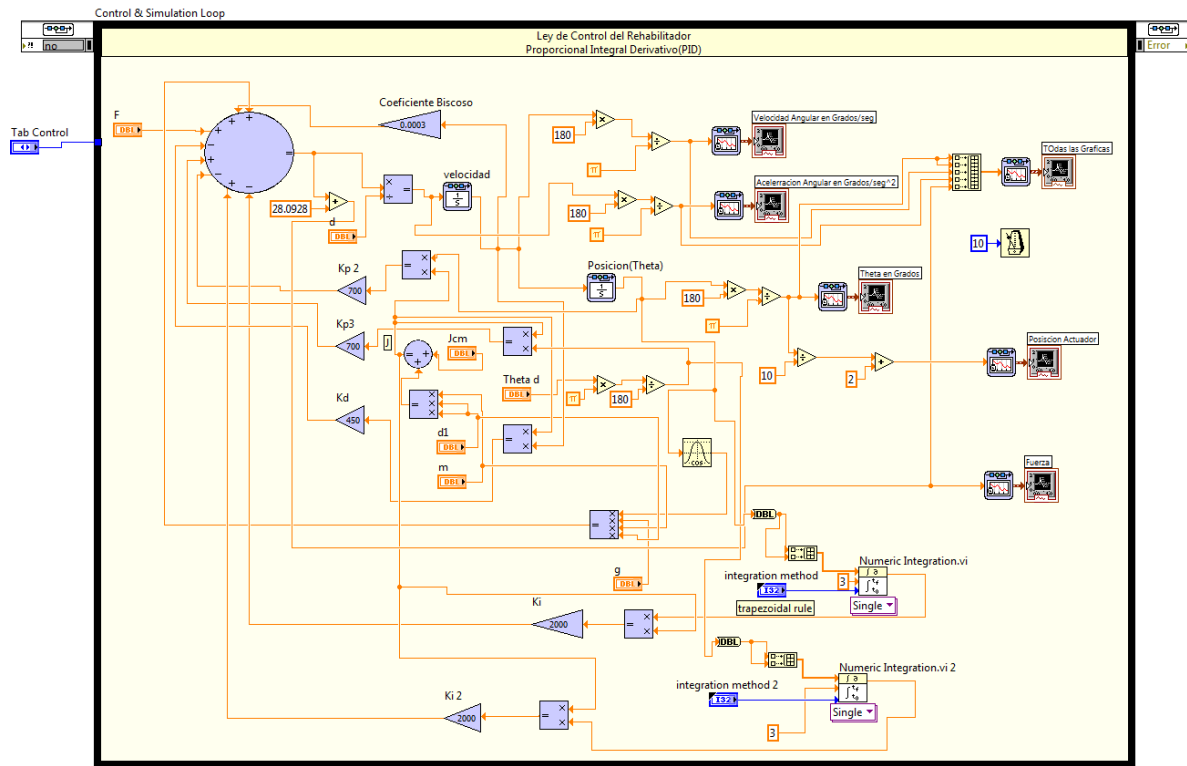 Control & Simulation Loop
no
Ley de Control del Rehabilitador
Proporcional Integral Derivativo(PID)
Error
Tab Control
F
DBL
Coeficiente Biscoso
0.0003
180
π
Velocidad Angular en Grados/seg
TOdas las Graficas
velocidad
1
s
Acelerracion Angular en Grados/seg^2
28.0928
d
DBL
180
π
10
Kp 2
700
Posicion(Theta)
1
s
180
π
Theta en Grados
Kp3
700
J
Jcm
DBL
10
2
Posiscion Actuador
Theta d
DBL
π
180
Kd
450
d1
DBL
m
DBL
COS
Fuerza
DBL
g
DBL
Numeric Integration.vi
integration method
I32
3
trapezoidal rule
Single
Ki
2000
DBL
Numeric Integration.vi 2
integration method 2
I32
Single
Ki 2
2000
3